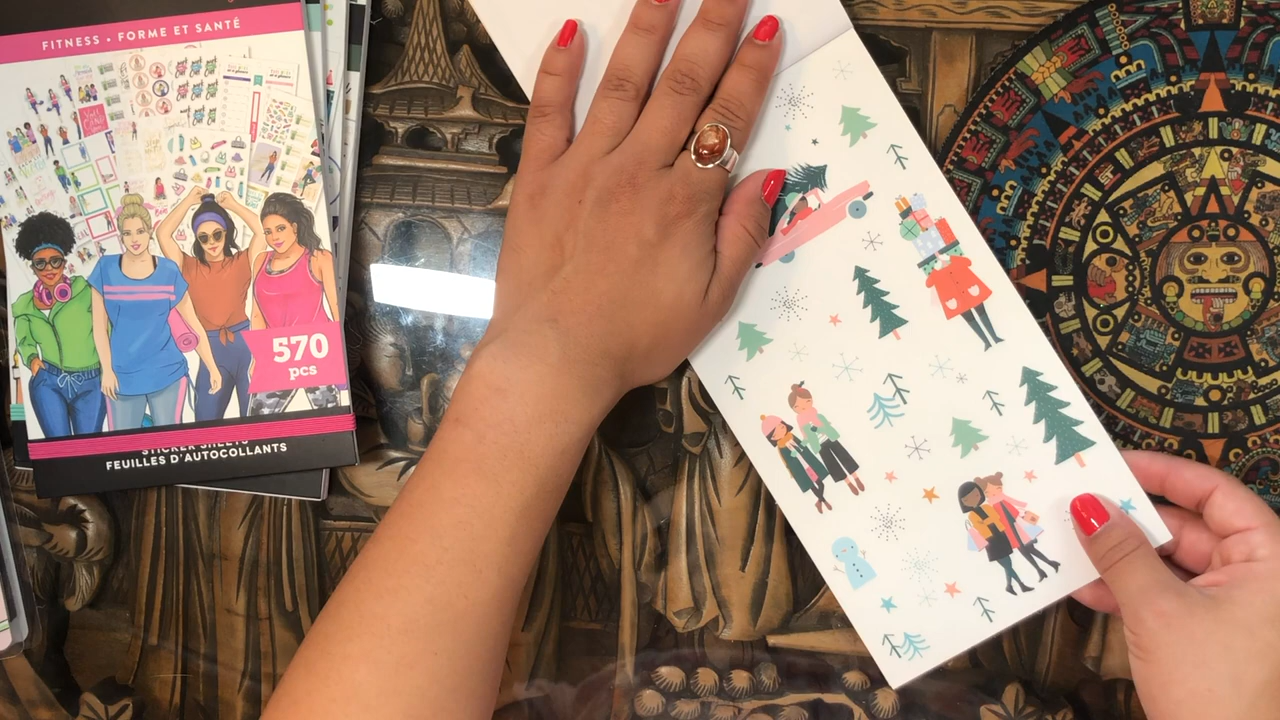 FITNESS • FORME ET SANTÉ
570
pcs
STICKER SHEETS
FEUILLES D'AUTOCOLLANTS